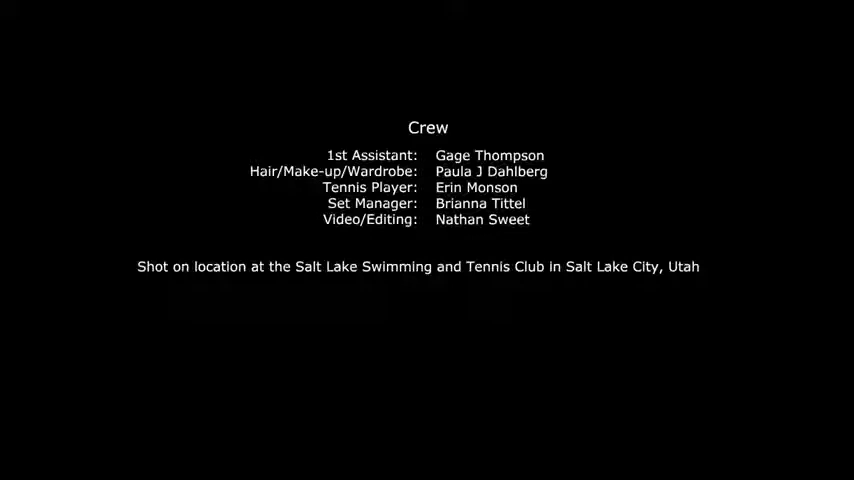 Crew
1st Assistant: Gage Thompson
Hair/Make-up/Wardrobe: Paula J Dahlberg
Tennis Player: Erin Monson
Set Manager: Brianna Tittel
Video/Editing: Nathan Sweet
Shot on location at the Salt Lake Swimming and Tennis Club in Salt Lake City, Utah